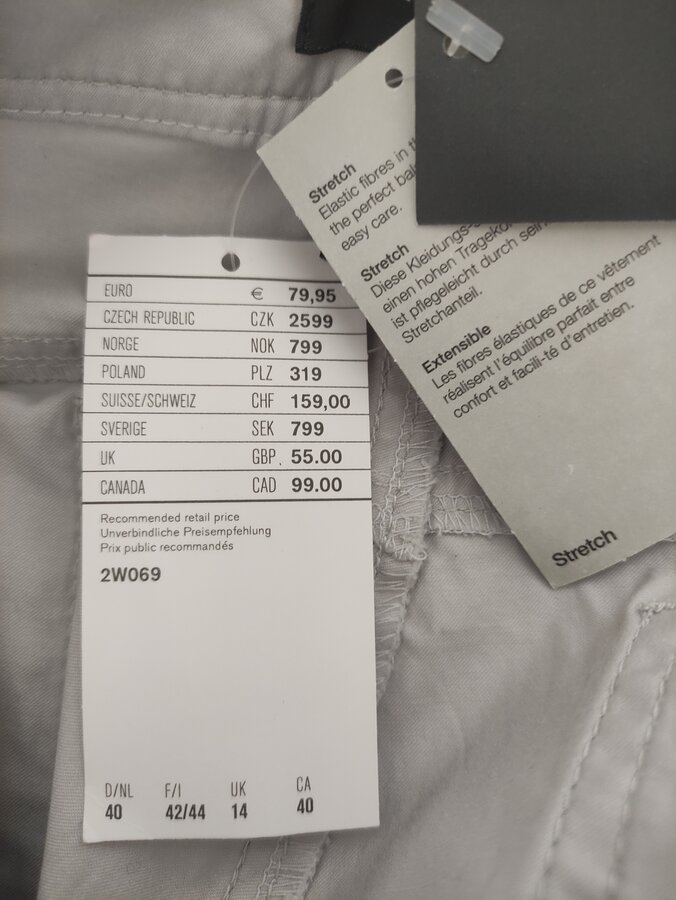 EURO € 79,95
CZECH REPUBLIC CZK 2599
NORGE NOK 799
POLAND PLZ 319
SUISSE/SCHWEIZ CHF 159,00
SVERIGE SEK 799
UK GBP. 55.00
CANADA CAD 99.00
Recommended retail price
Unverbindliche Preisempfehlung
Prix public recommandés
2W069
D/NL F/I UK CA
40 42/44 14 40
Stretch
Elastic fibres in
the perfect
easy care.
Stretch
Diese Kleidungs-
einen hohen
ist pflegeleicht durch
Stretchanteil.
Extensible
Les fibres élastiques de ce vêtement
réalisent l'équilibre parfait entre
confort et facili-té d'entretien.
Stretch